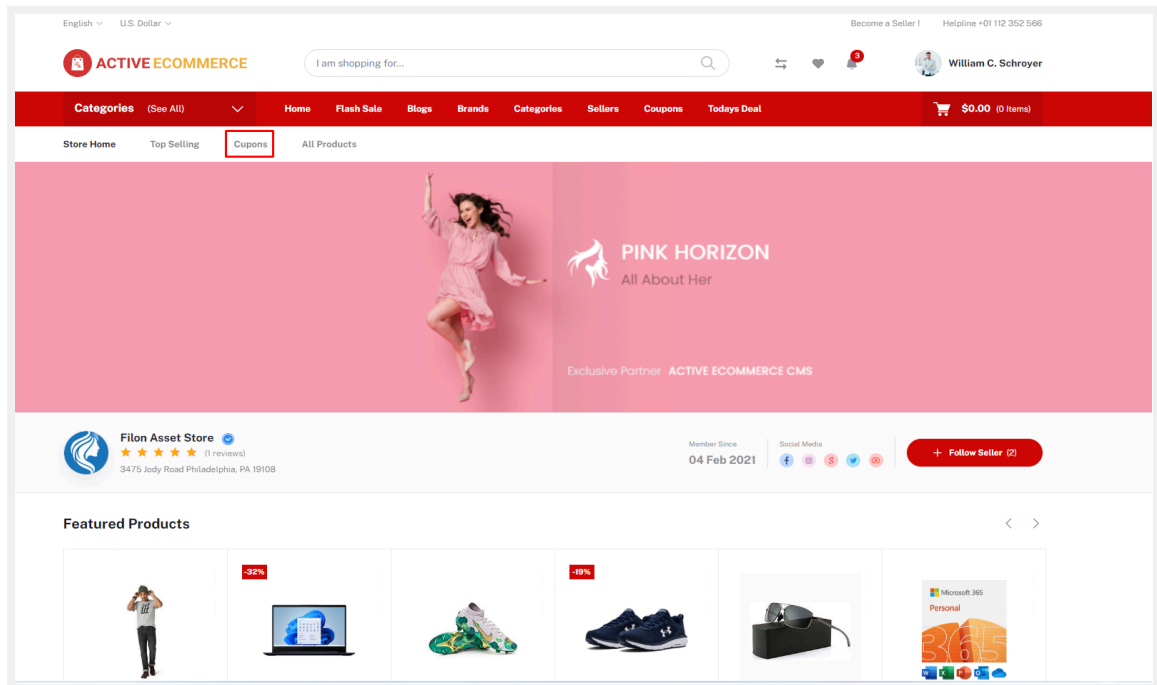 English U.S. Dollar Become a Seller ! Helpline +01 112 352 566
ACTIVE ECOMMERCE I am shopping for... 3 William C. Schroyer
Categories (See All) Home Flash Sale Blogs Brands Categories Sellers Coupons Todays Deal $0.00 (0 Items)
Store Home Top Selling Cupons All Products
PINK HORIZON
All About Her
Exclusive Partner ACTIVE ECOMMERCE CMS
Filon Asset Store
(1 reviews)
3475 Jody Road Philadelphia, PA 19108
Member Since
04 Feb 2021
Social Media
+ Follow Seller (2)
Featured Products
-32%
-19%
Microsoft 365
Personal
365